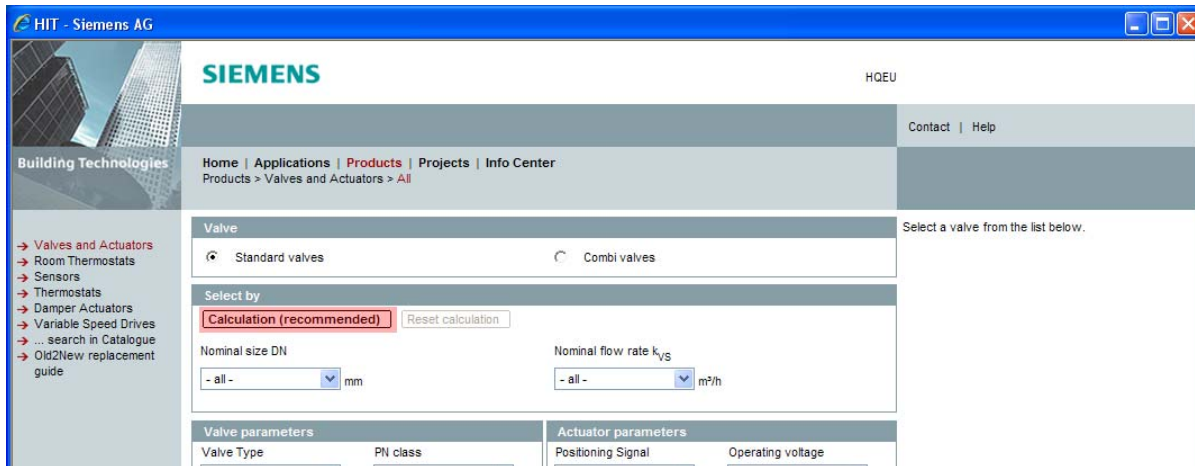 HIT - Siemens AG
SIEMENS
HQEU
Contact | Help
Building Technologies
Home | Applications | Products | Projects | Info Center
Products > Valves and Actuators > All
Valves and Actuators
Room Thermostats
Sensors
Thermostats
Damper Actuators
Variable Speed Drives
... search in Catalogue
Old2New replacement
guide
Valve
Standard valves
Combi valves
Select a valve from the list below.
Select by
Calculation (recommended)
Reset calculation
Nominal size DN
Nominal flow rate kVS
- all -
mm
- all -
m³/h
Valve parameters
Valve Type
PN class
Actuator parameters
Positioning Signal
Operating voltage